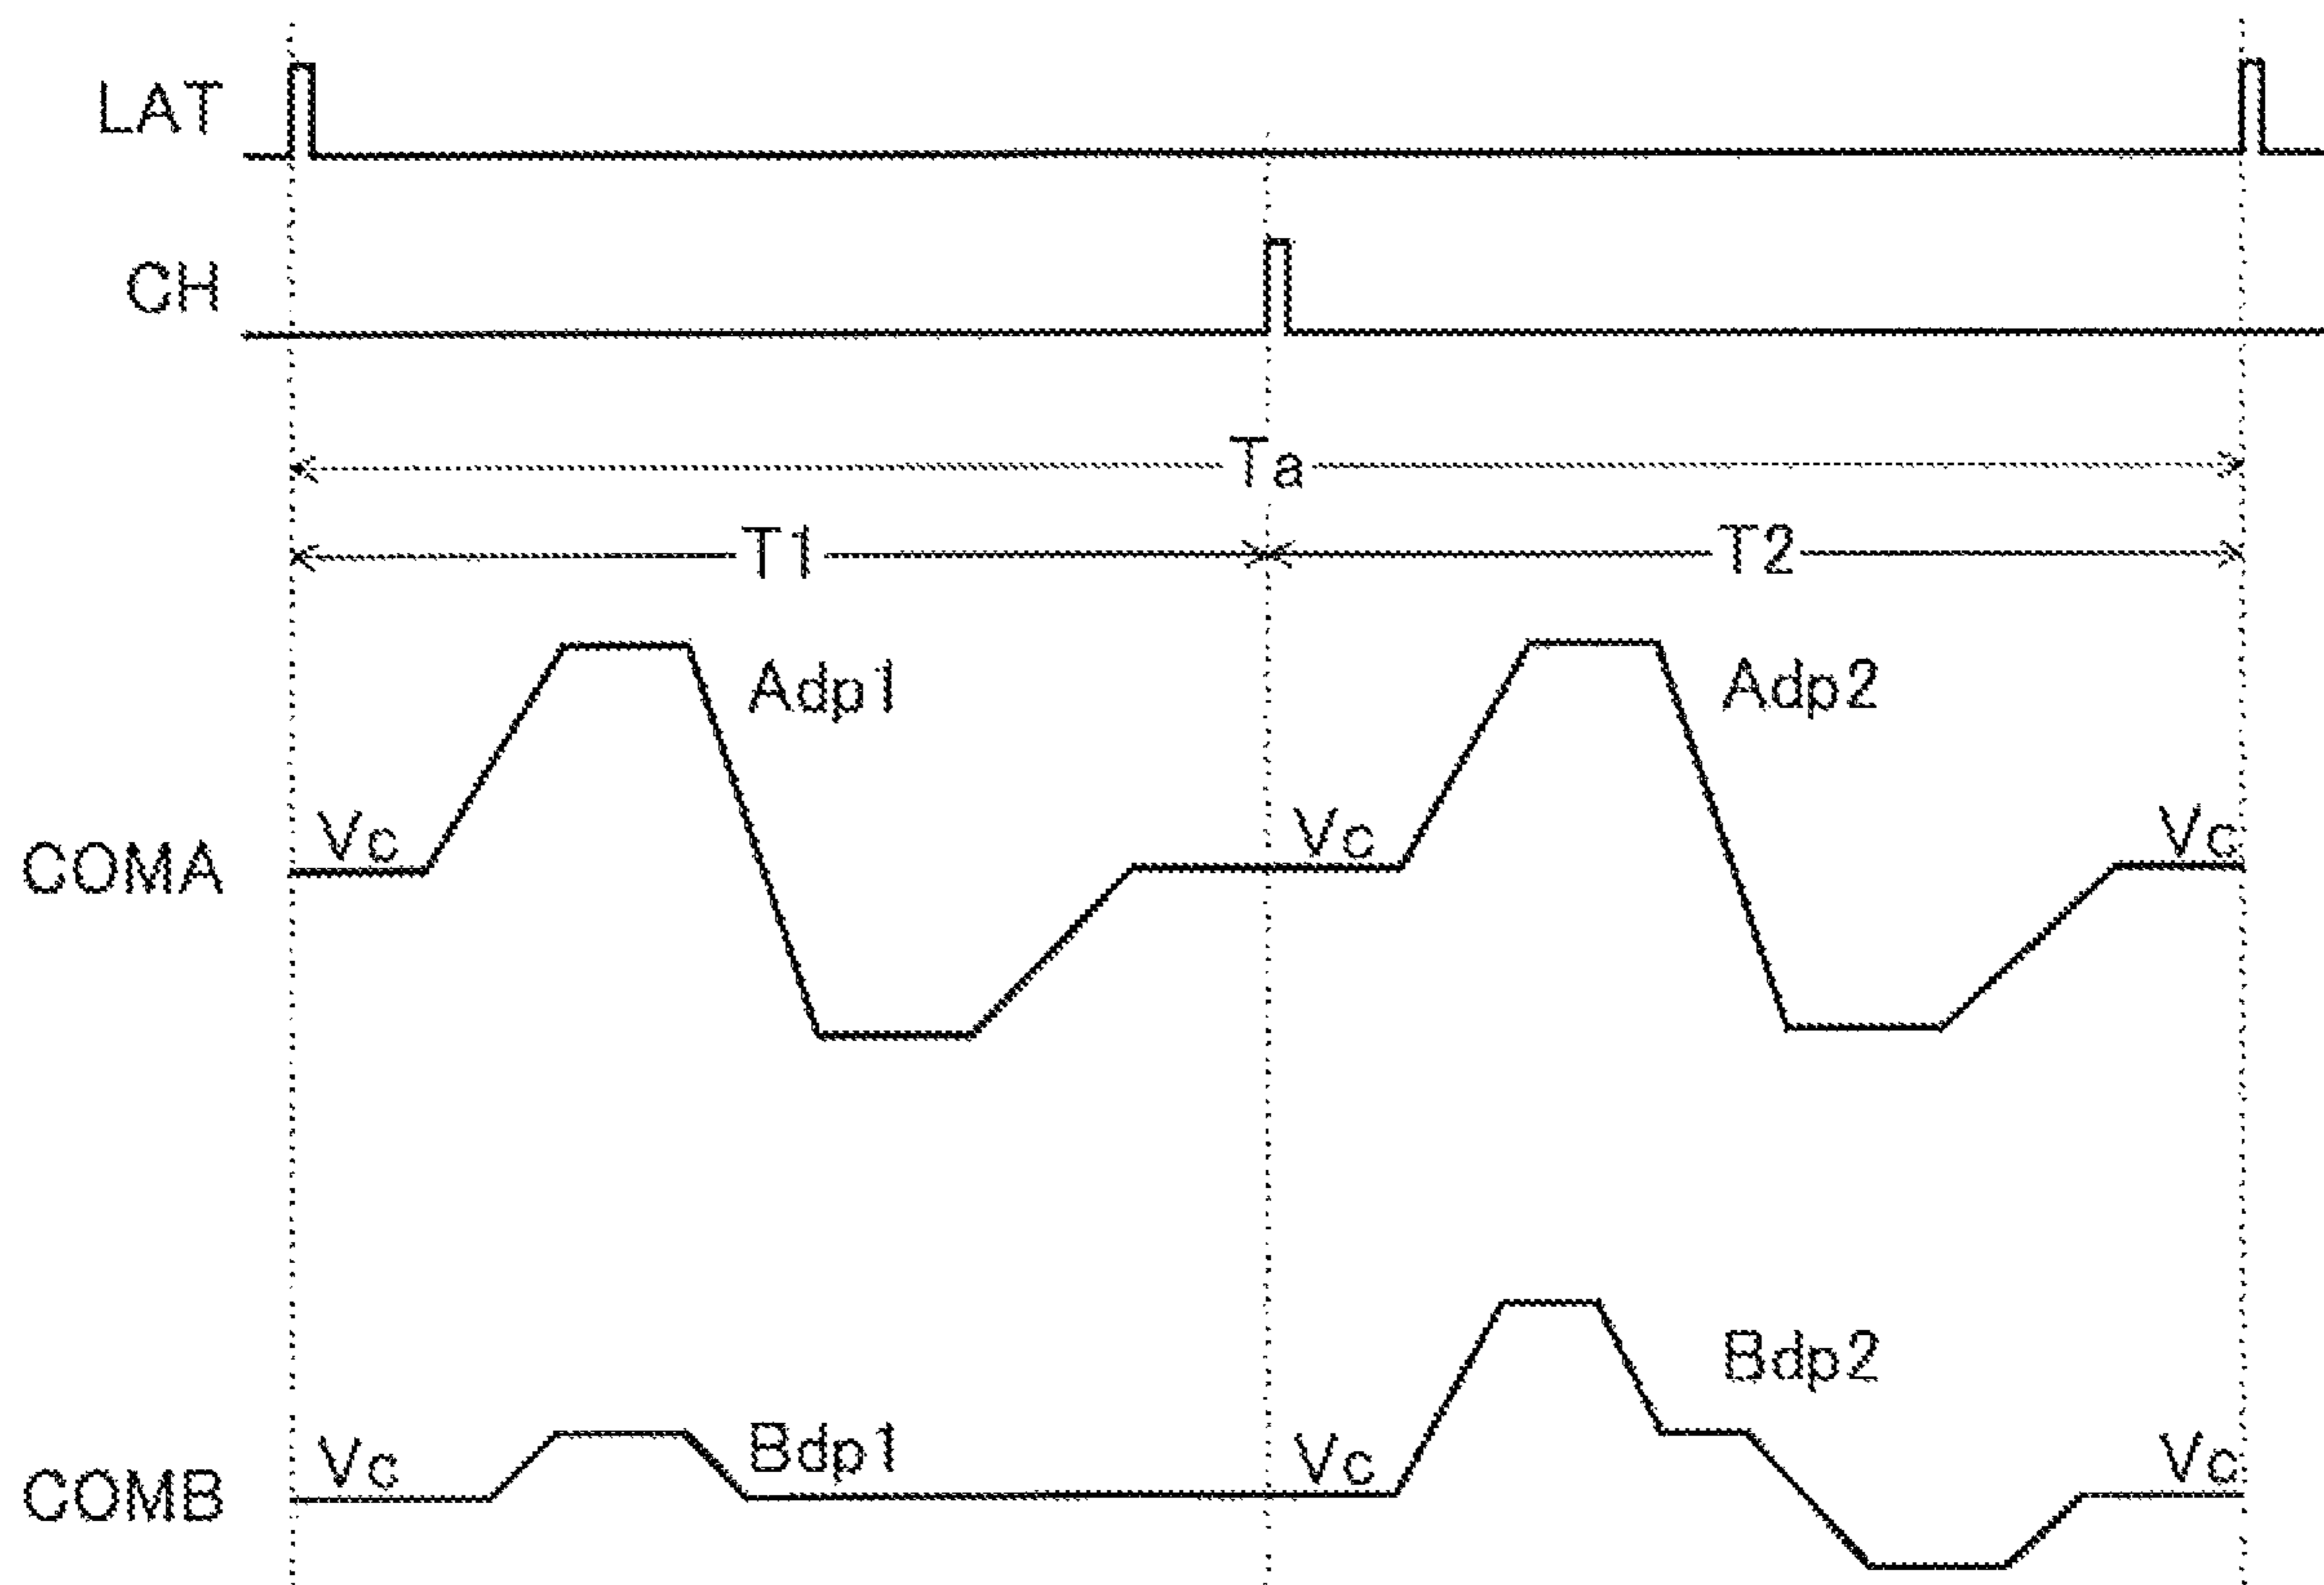 LAT
CH
Ta
T1 T2
Adp1 Adp2
Vc Vc Vc
COMA
Bdp2
Bdp1
Vc Vc Vc
COMB